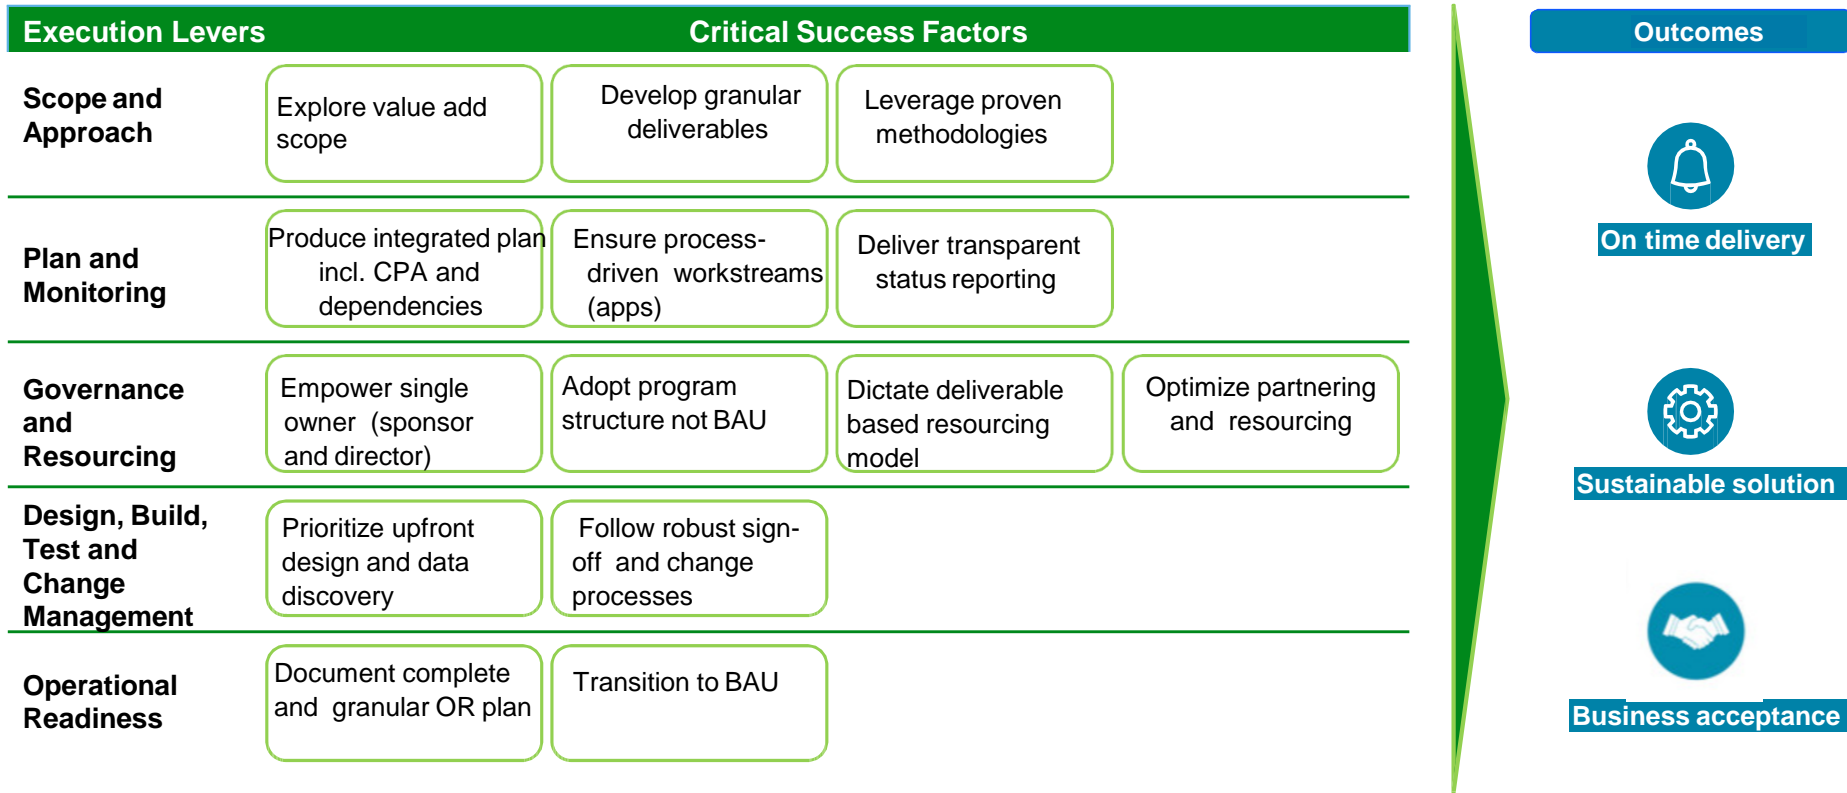 Execution Levers
Critical Success Factors
Outcomes
Scope and
Approach
Explore value add
scope
Develop granular
deliverables
Leverage proven
methodologies
On time delivery
Plan and
Monitoring
Produce integrated plan
incl. CPA and
dependencies
Ensure process-
driven workstreams
(apps)
Deliver transparent
status reporting
Governance
and
Resourcing
Empower single
owner (sponsor
and director)
Adopt program
structure not BAU
Dictate deliverable
based resourcing
model
Optimize partnering
and resourcing
Sustainable solution
Design, Build,
Test and
Change
Management
Prioritize upfront
design and data
discovery
Follow robust sign-
off and change
processes
Operational
Readiness
Document complete
and granular OR plan
Transition to BAU
Business acceptance